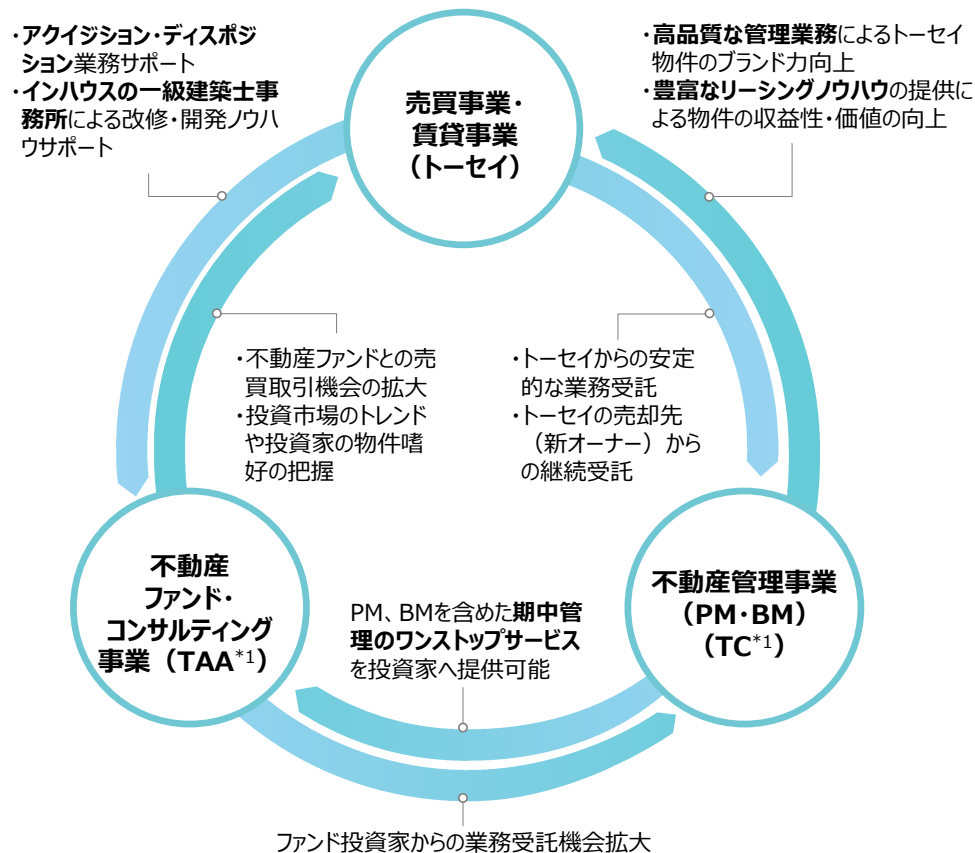 ・アクイジション・ディスポジ
ション業務サポート
・インハウスの一級建築士事
務所による改修・開発ノウハ
ウサポート
売買事業・
賃貸事業
（トーセイ）
・高品質な管理業務によるトーセイ
物件のブランド力向上
・豊富なリーシングノウハウの提供に
よる物件の収益性・価値の向上
・不動産ファンドとの売
買取引機会の拡大
・投資市場のトレンド
や投資家の物件嗜
好の把握
・トーセイからの安定
的な業務受託
・トーセイの売却先
（新オーナー）から
の継続受託
不動産
ファンド・
コンサルティング
事業（TAA*1）
PM、BMを含めた期中管
理のワンストップサービス
を投資家へ提供可能
不動産管理事業
（PM・BM）
（TC*1）
ファンド投資家からの業務受託機会拡大